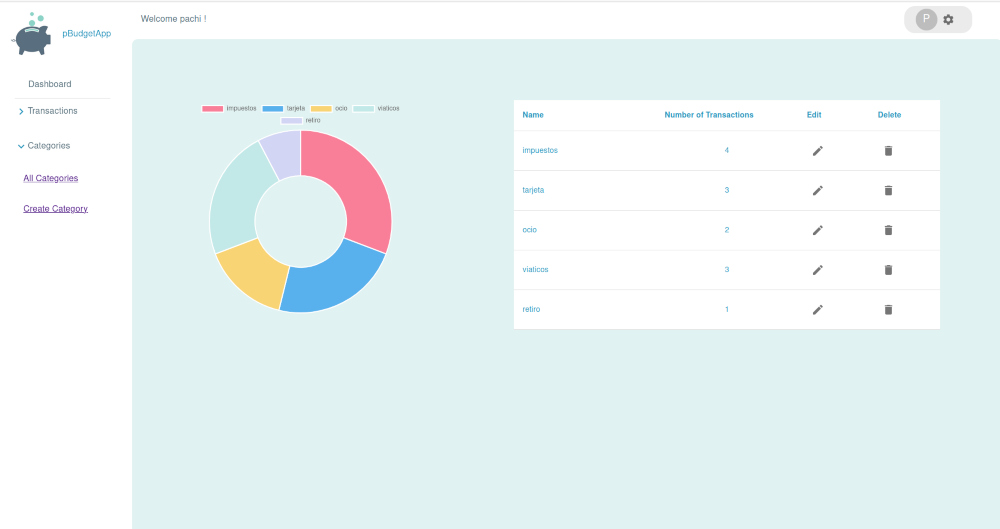 Welcome pachi !
P
pBudgetApp
Dashboard
Transactions
Categories
All Categories
Create Category
impuestos tarjeta ocio viaticos
retiro
Name Number of Transactions Edit Delete
impuestos 4
tarjeta 3
ocio 2
viaticos 3
retiro 1